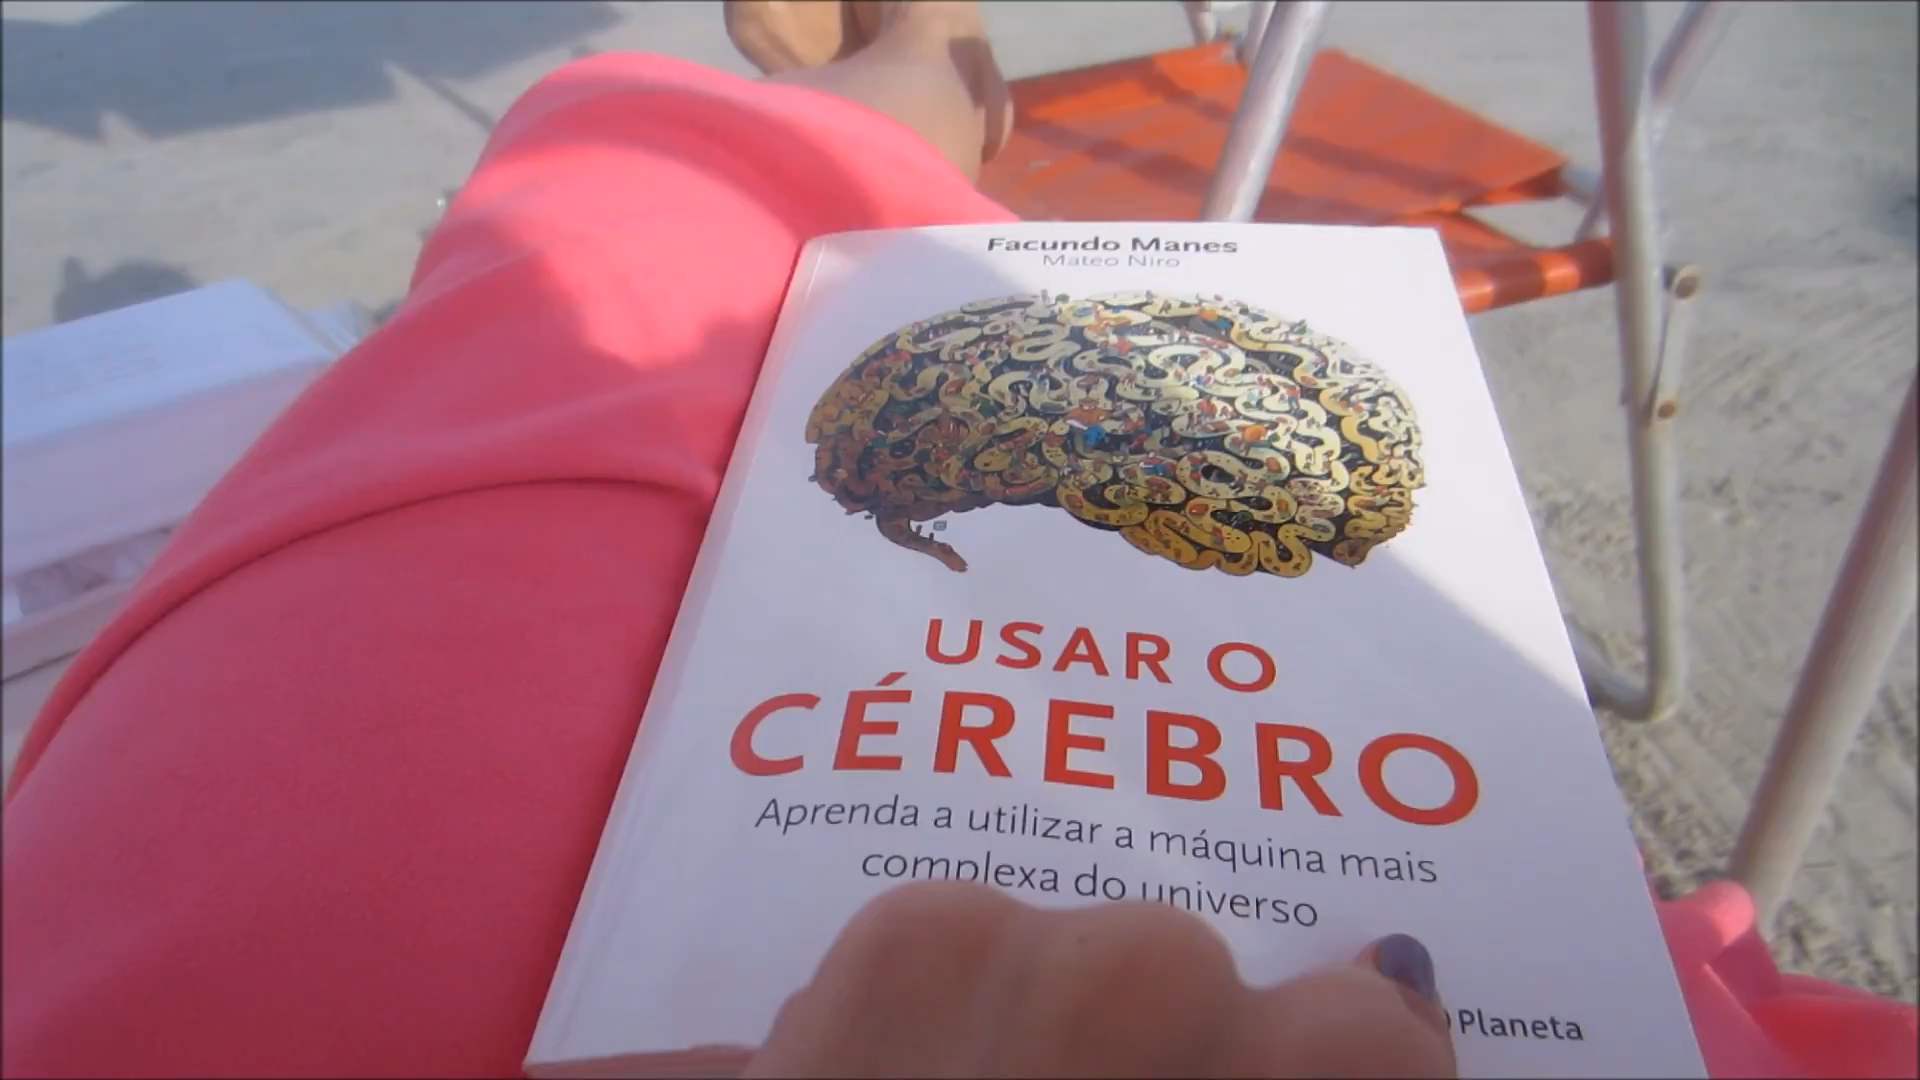 Facundo Manes
Mateo Niro
USAR O
CÉREBRO
Aprenda a utilizar a máquina mais
complexa do universo
Planeta